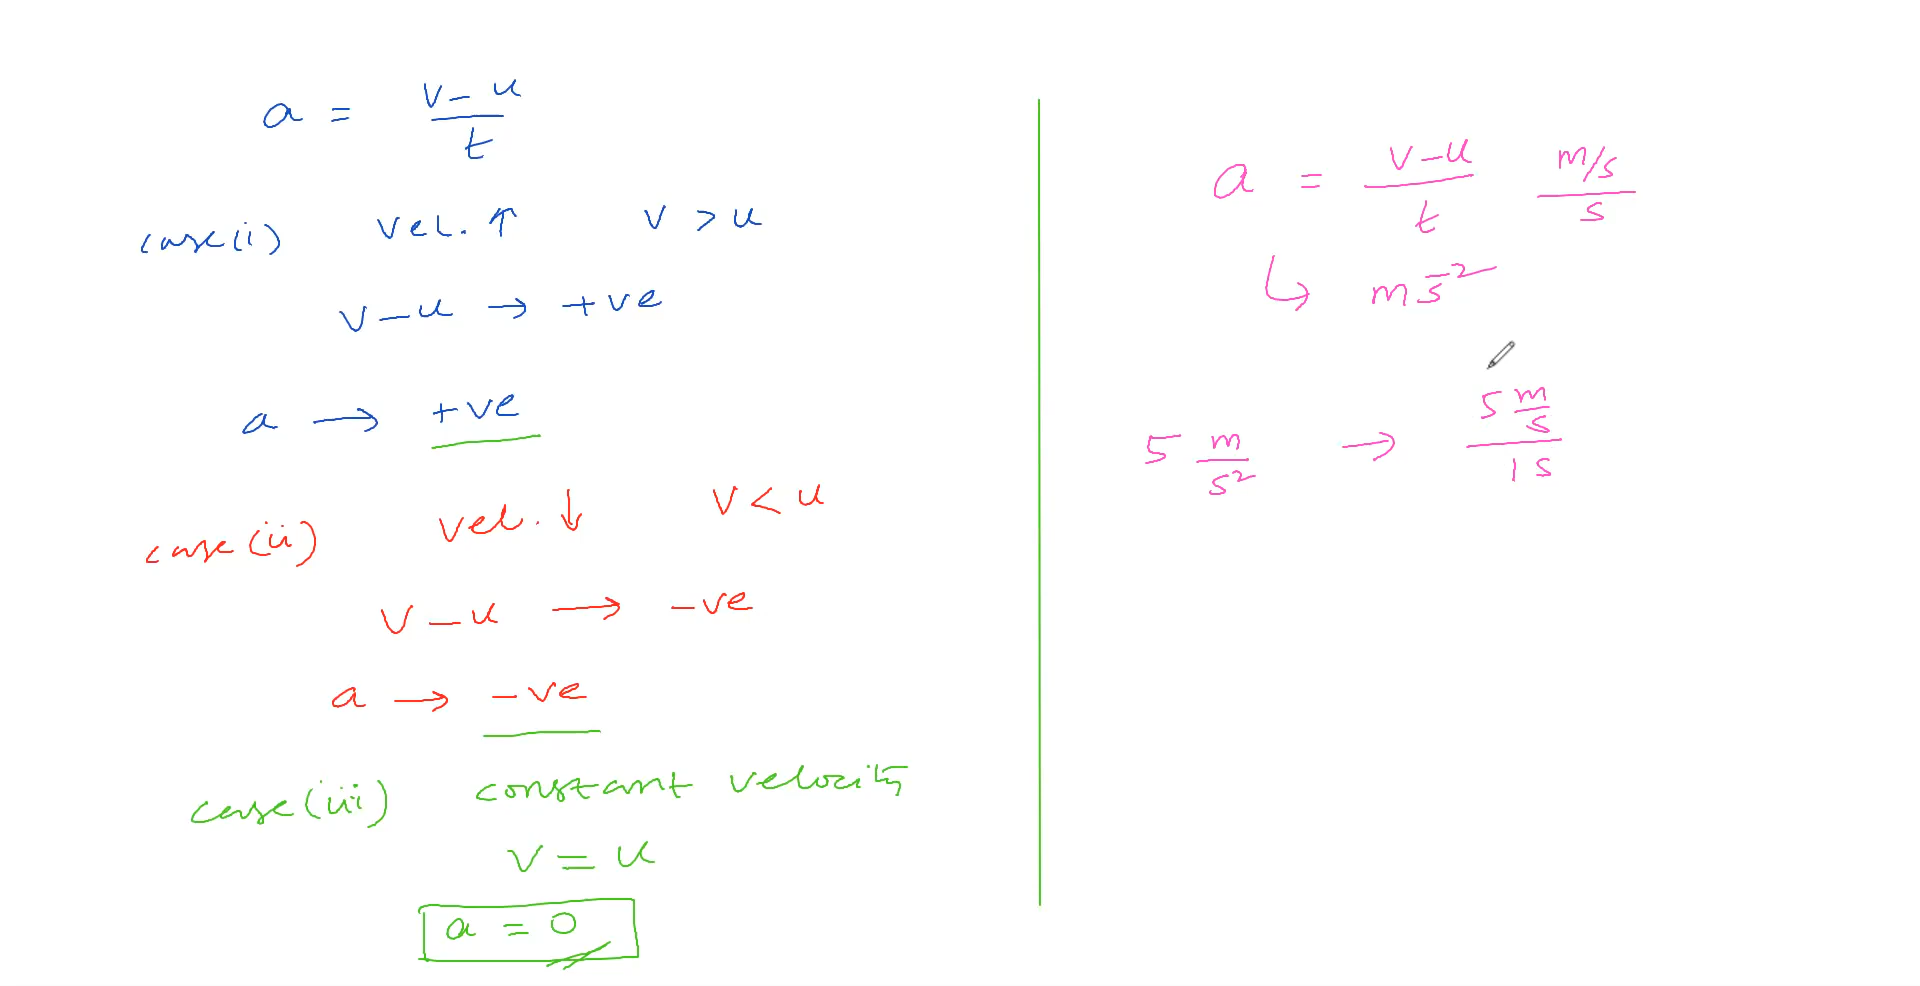 a = v-u/t
case(i) vel. ↑ v > u
v-u → +ve
a → +ve
case(ii) vel. ↓ v < u
v-u → -ve
a → -ve
case(iii) constant velocity
v = u
a = 0
a = v-u/t m/s/s
↳ ms⁻²
5 m/s² → 5 m/s / 1 s